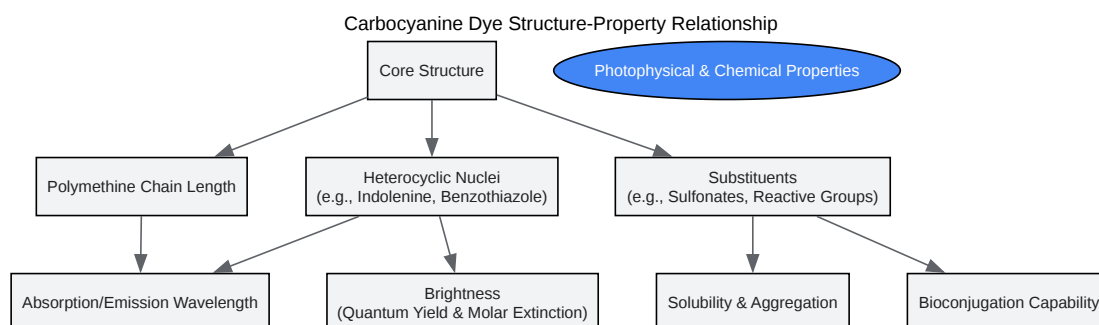 Carbocyanine Dye Structure-Property Relationship
Core Structure
Photophysical & Chemical Properties
Polymethine Chain Length
Heterocyclic Nuclei
(e.g., Indolenine, Benzothiazole)
Substituents
(e.g., Sulfonates, Reactive Groups)
Absorption/Emission Wavelength
Brightness
(Quantum Yield & Molar Extinction)
Solubility & Aggregation
Bioconjugation Capability